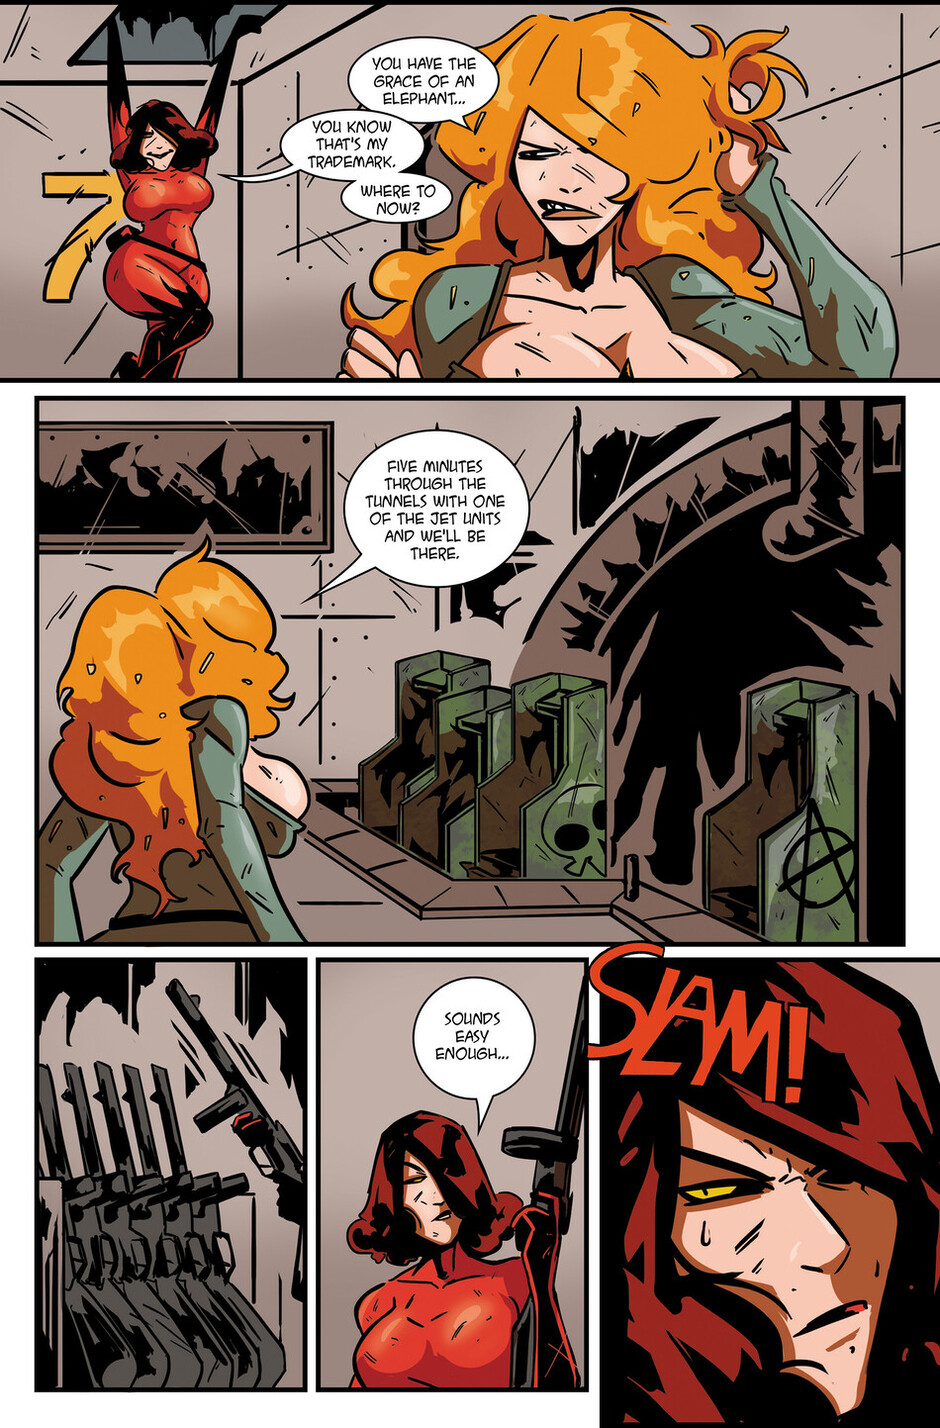 YOU HAVE THE
GRACE OF AN
ELEPHANT...
YOU KNOW
THAT'S MY
TRADEMARK.
WHERE TO
NOW?
7
FIVE MINUTES
THROUGH THE
TUNNELS WITH ONE
OF THE JET UNITS
AND WE'LL BE
THERE.
A
SOUNDS
EASY
ENOUGH...
SLAM!